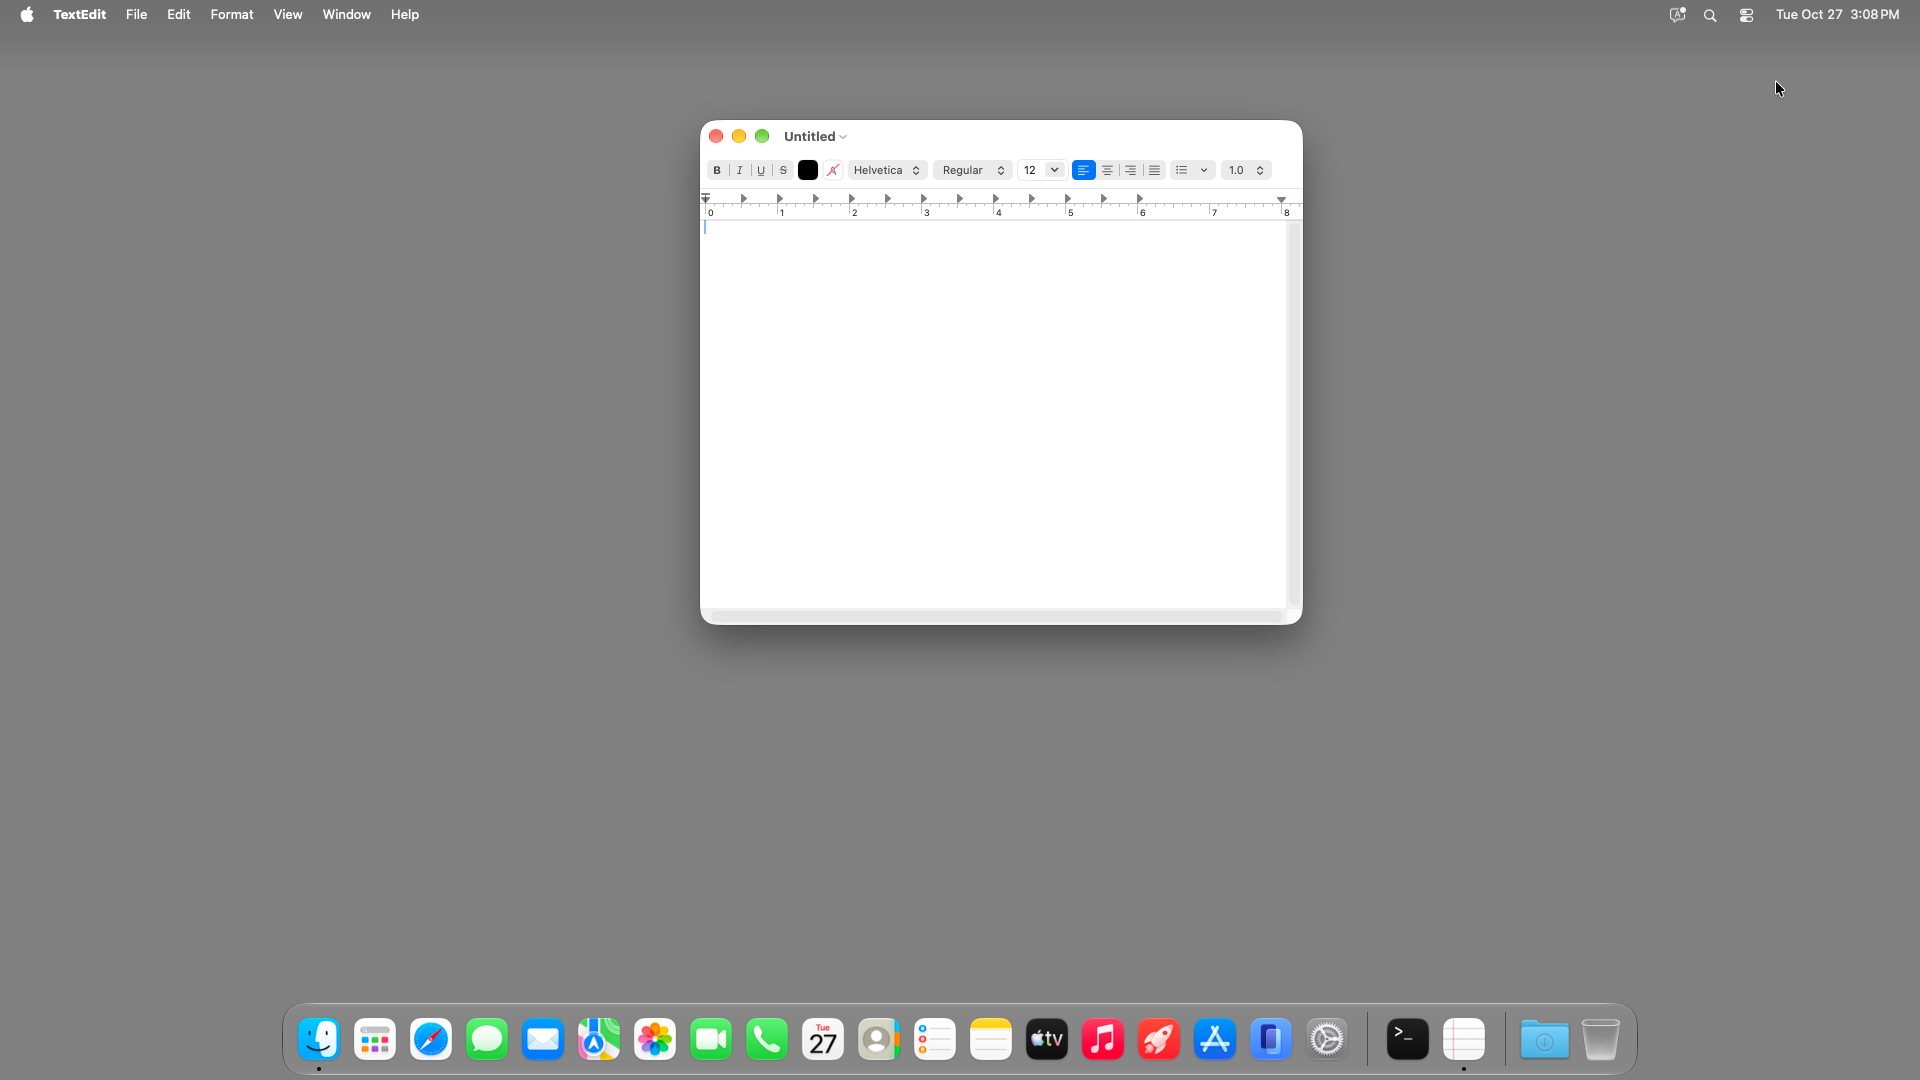 TextEdit File Edit Format View Window Help Tue Oct 27 3:08 PM
Untitled
B I U S Helvetica Regular 12 1.0
0 1 2 3 4 5 6 7 8
Tue
27
tv
>_